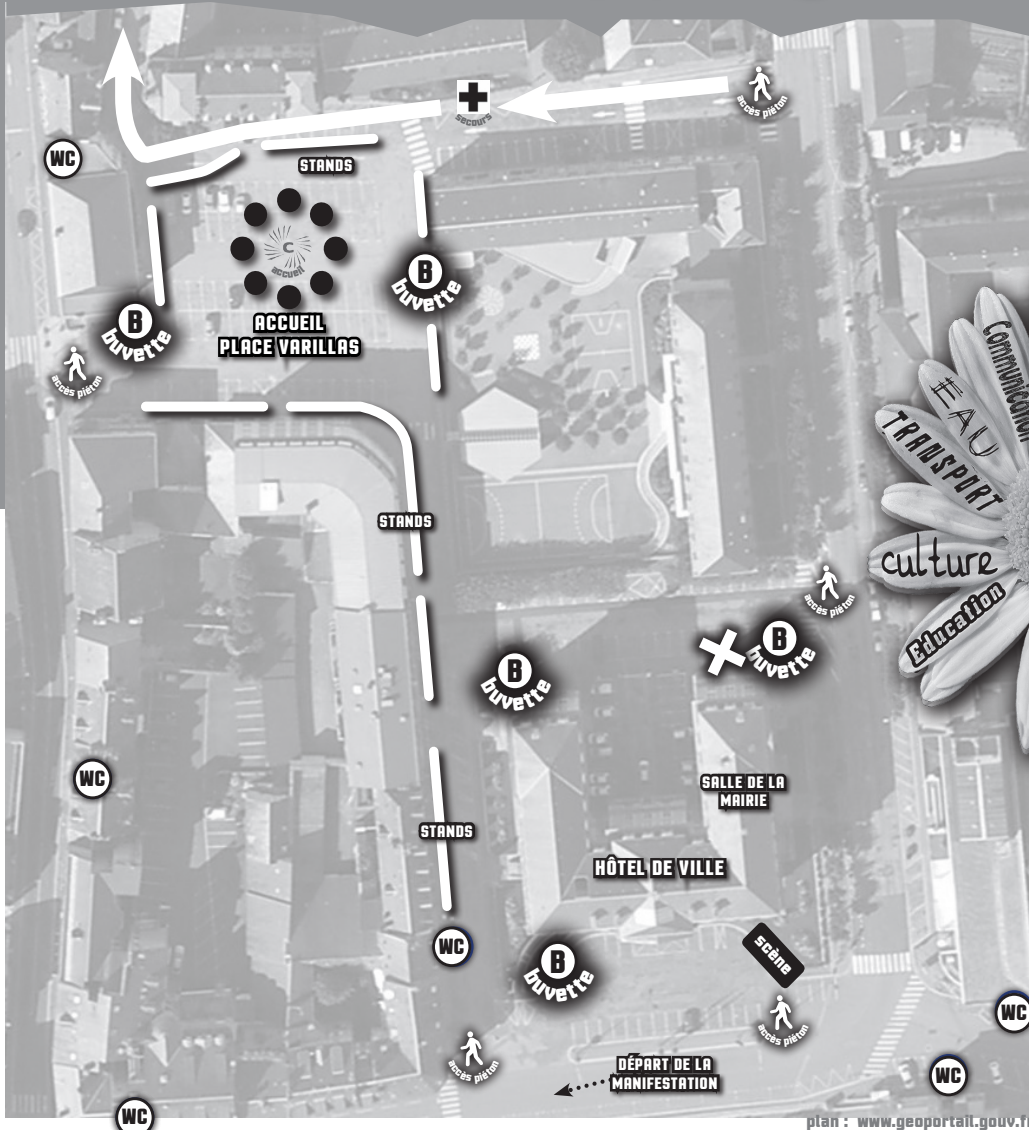 accès piéton
secours
WC
STANDS
C
accueil
B
buvette
B
buvette
ACCUEIL
PLACE VARILLAS
accès piéton
Communication
EAU
TRANSPORT
culture
Education
STANDS
accès piéton
B
buvette
B
buvette
WC
SALLE DE LA
MAIRIE
STANDS
HÔTEL DE VILLE
WC
B
buvette
scène
WC
accès piéton
accès piéton
DÉPART DE LA
MANIFESTATION
WC
WC
plan : www.geoportail.gouv.f